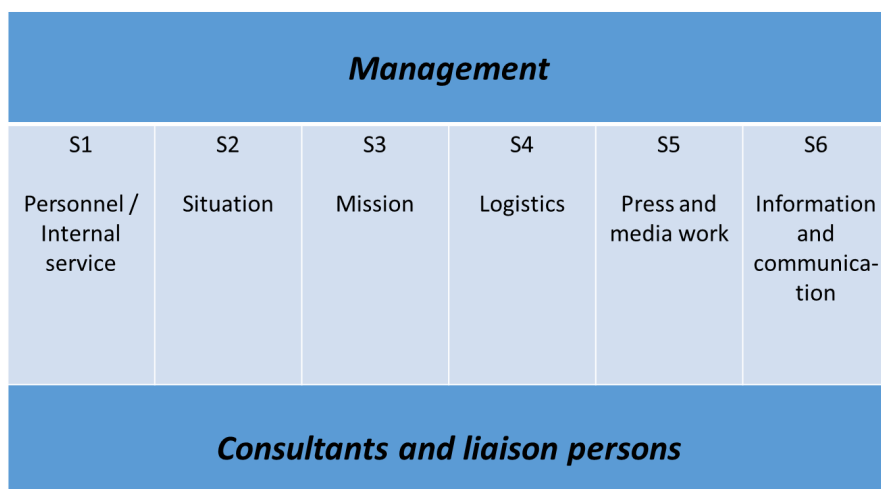 Management
S1
Personnel /
Internal
service
S2
Situation
S3
Mission
S4
Logistics
S5
Press and
media work
S6
Information
and
communica-
tion
Consultants and liaison persons